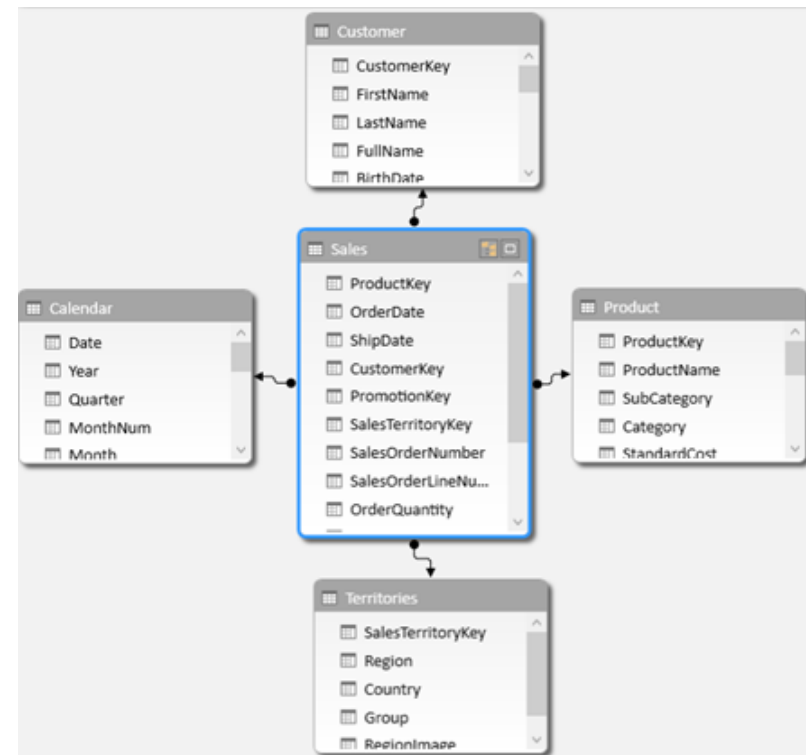 Customer
CustomerKey
FirstName
LastName
FullName
BirthDate
Sales
ProductKey
OrderDate
ShipDate
CustomerKey
PromotionKey
SalesTerritoryKey
SalesOrderNumber
SalesOrderLineNu...
OrderQuantity
Calendar
Date
Year
Quarter
MonthNum
Month
Product
ProductKey
ProductName
SubCategory
Category
StandardCost
Territories
SalesTerritoryKey
Region
Country
Group
RegionImage